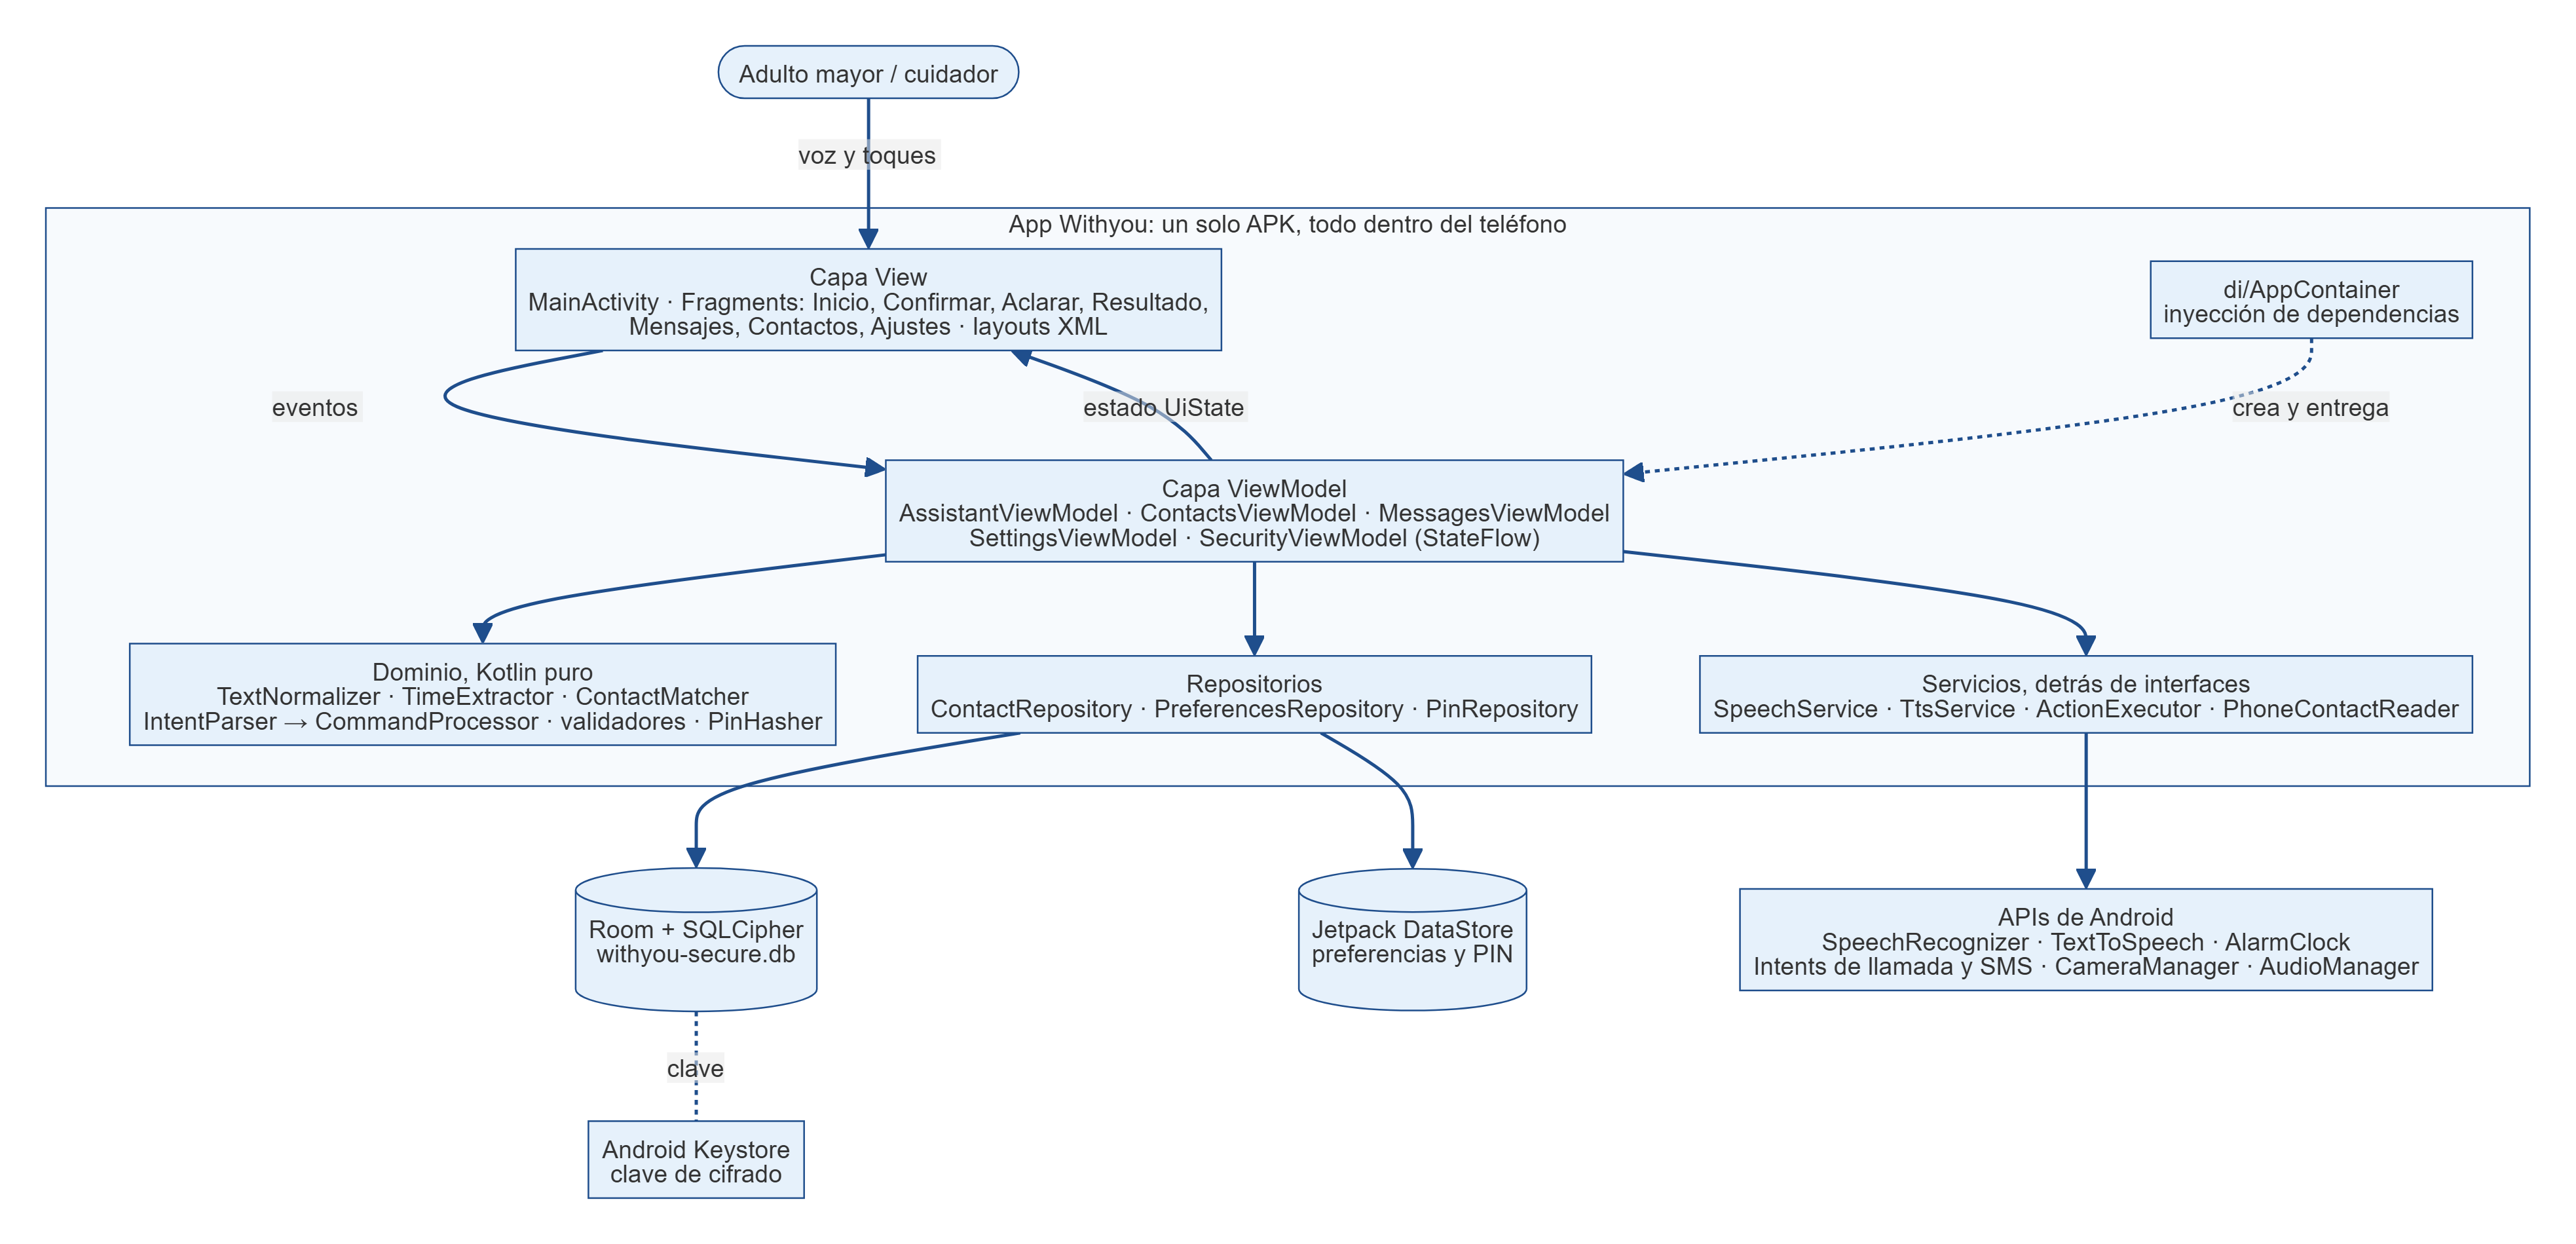 Adulto mayor / cuidador
voz y toques
App Withyou: un solo APK, todo dentro del teléfono
Capa View
MainActivity · Fragments: Inicio, Confirmar, Aclarar, Resultado,
Mensajes, Contactos, Ajustes · layouts XML
di/AppContainer
inyección de dependencias
eventos
estado UiState
crea y entrega
Capa ViewModel
AssistantViewModel · ContactsViewModel · MessagesViewModel
SettingsViewModel · SecurityViewModel (StateFlow)
Dominio, Kotlin puro
TextNormalizer · TimeExtractor · ContactMatcher
IntentParser → CommandProcessor · validadores · PinHasher
Repositorios
ContactRepository · PreferencesRepository · PinRepository
Servicios, detrás de interfaces
SpeechService · TtsService · ActionExecutor · PhoneContactReader
Room + SQLCipher
withyou-secure.db
Jetpack DataStore
preferencias y PIN
APIs de Android
SpeechRecognizer · TextToSpeech · AlarmClock
Intents de llamada y SMS · CameraManager · AudioManager
clave
Android Keystore
clave de cifrado